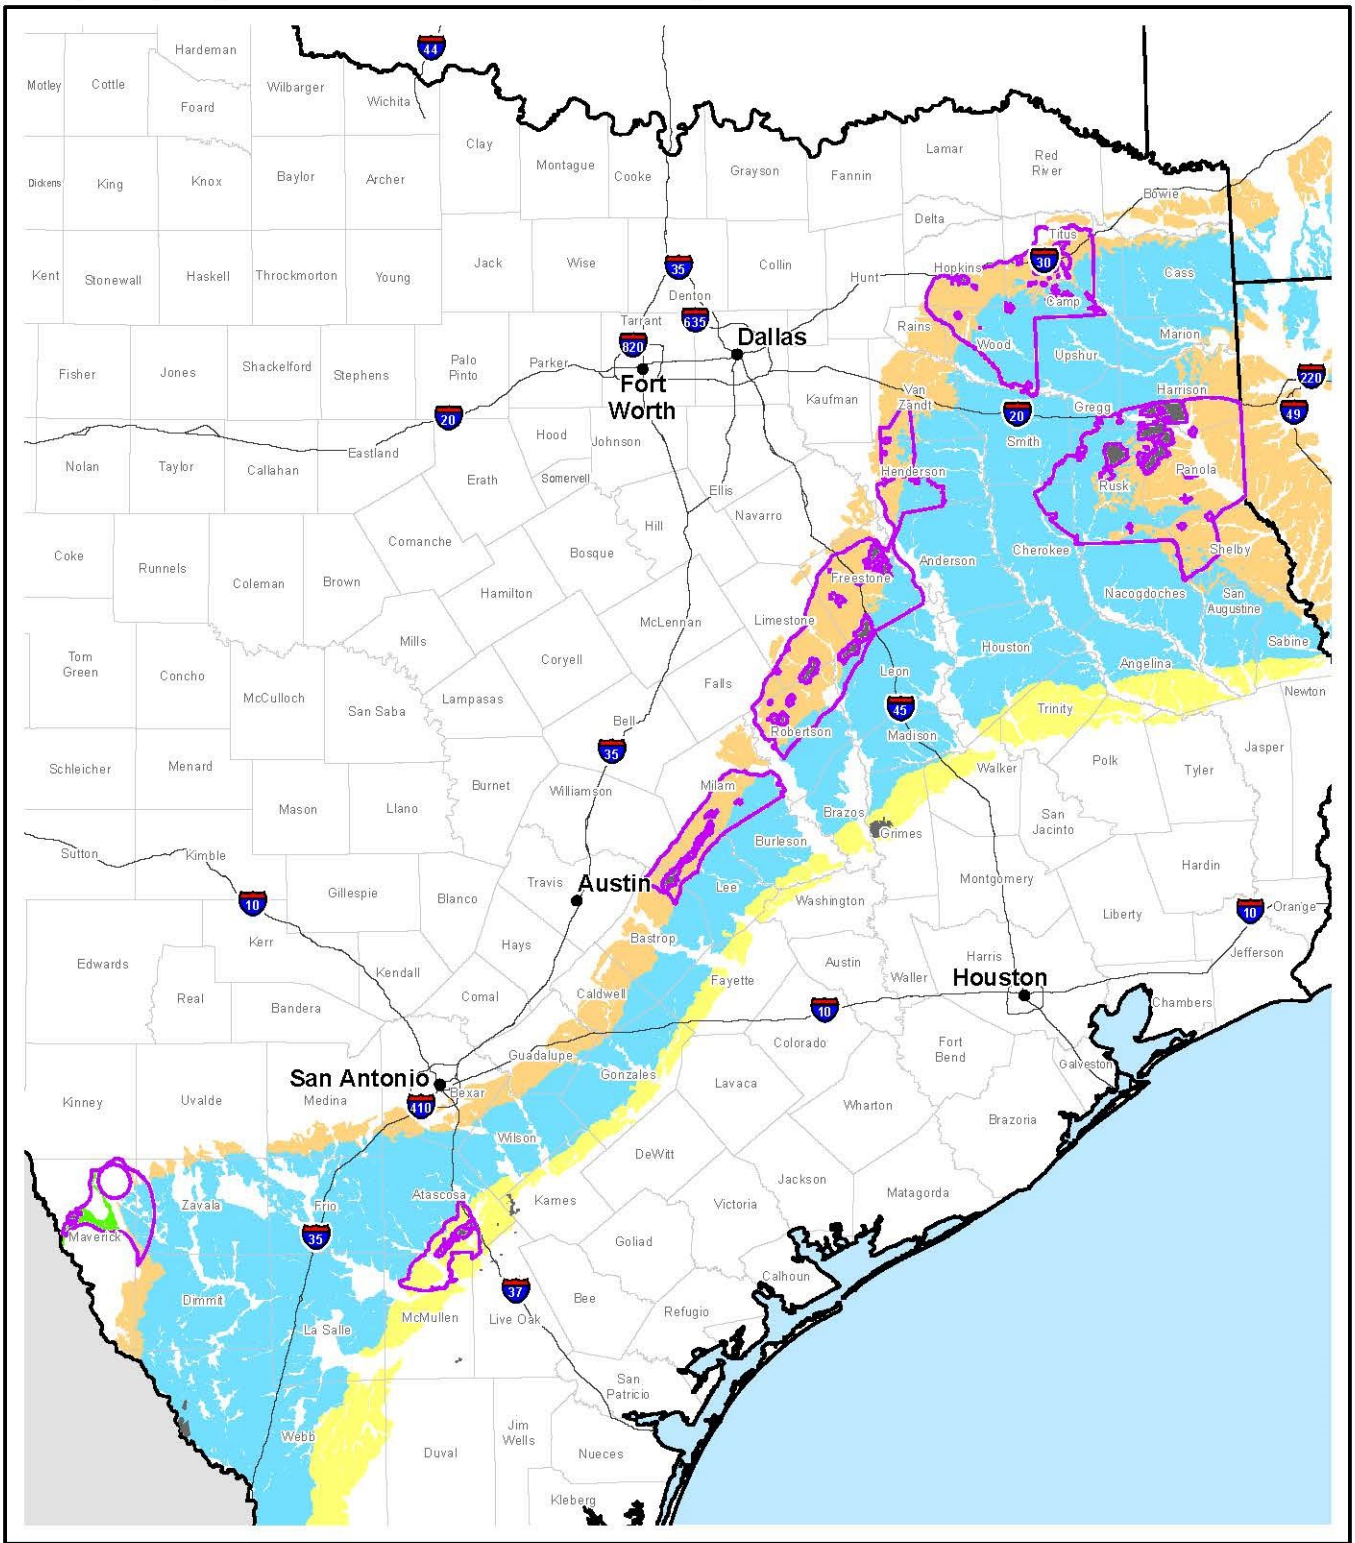 Hardeman
44
Motley
Cottle
Wilbarger
Foard
Wichita
Clay
Lamar
Red
River
Montague
Cooke
Grayson
Fannin
Dickens
King
Knox
Baylor
Archer
Bowie
Delta
Titus
Kent
Stonewall
Haskell
Throckmorton
Young
Jack
Wise
35
Collin
Hunt
Hopkins
30
Cass
Denton
Camp
Tarrant
635
Rains
Marion
820
Dallas
Wood
Upshur
Fisher
Jones
Shackelford
Stephens
Palo
Pinto
Parker
Fort
Worth
220
Van
Zandt
Harrison
Kaufman
20
20
Gregg
49
Hood
Johnson
Smith
Nolan
Taylor
Callahan
Eastland
Erath
Somervell
Henderson
Panola
Rusk
Ellis
Navarro
Hill
Coke
Runnels
Coleman
Brown
Comanche
Bosque
Hamilton
Anderson
Cherokee
Shelby
Freestone
Nacogdoches
San
Augustine
Limestone
McLennan
Mills
Sabine
Houston
Tom
Green
Concho
McCulloch
San Saba
Lampasas
Coryell
Falls
Leon
Angelina
Newton
45
Trinity
Bell
Robertson
Madison
35
Jasper
Schleicher
Menard
Mason
Llano
Burnet
Williamson
Milam
Walker
Polk
Tyler
San
Jacinto
Brazos
Grimes
Burleson
Sutton
Kimble
Hardin
Gillespie
Blanco
Travis
Austin
Lee
Washington
Montgomery
Liberty
10
10
Orange
Kerr
Hays
Bastrop
Jefferson
Edwards
Kendall
Austin
Waller
Harris
Houston
Real
Bandera
Comal
Caldwell
Fayette
10
Chambers
Colorado
Fort
Bend
Guadalupe
Galveston
San Antonio
Gonzales
Kinney
Uvalde
Medina
Bexar
410
Lavaca
Wharton
Brazoria
Wilson
DeWitt
Jackson
Matagorda
Zavala
Frio
Atascosa
Karnes
Victoria
Maverick
35
Goliad
Calhoun
Dimmit
37
Bee
La Salle
McMullen
Live Oak
Refugio
San
Patricio
Webb
Duval
Jim
Wells
Nueces
Kleberg